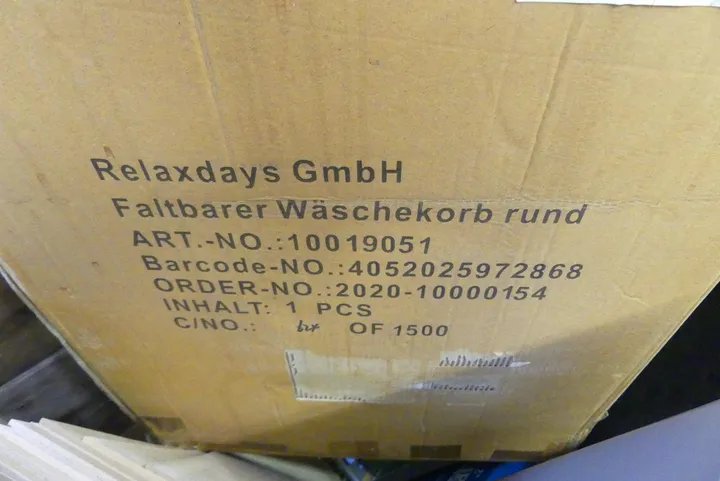 Relaxdays GmbH
Faltbarer Wäschekorb rund
ART.-NO.:10019051
Barcode-NO.:4052025972868
ORDER-NO.:2020-10000154
INHALT: 1 PCS
C/NO.: OF 1500